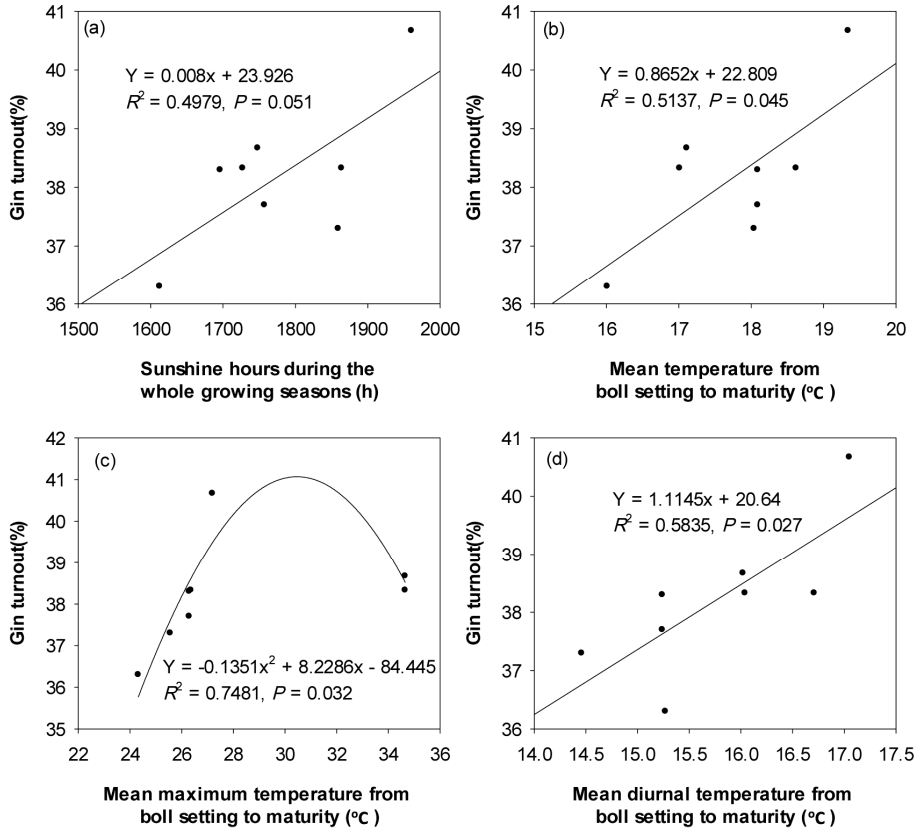 (a)
Y = 0.008x + 23.926
R² = 0.4979, P = 0.051
Gin turnout(%)
41
40
39
38
37
36
1500 1600 1700 1800 1900 2000
Sunshine hours during the
whole growing seasons (h)
(b)
Y = 0.8652x + 22.809
R² = 0.5137, P = 0.045
Gin turnout(%)
41
40
39
38
37
36
15 16 17 18 19 20
Mean temperature from
boll setting to maturity (°C )
(c)
Y = -0.1351x² + 8.2286x - 84.445
R² = 0.7481, P = 0.032
Gin turnout(%)
42
41
40
39
38
37
36
35
22 24 26 28 30 32 34 36
Mean maximum temperature from
boll setting to maturity (°C )
(d)
Y = 1.1145x + 20.64
R² = 0.5835, P = 0.027
Gin turnout(%)
41
40
39
38
37
36
14.0 14.5 15.0 15.5 16.0 16.5 17.0 17.5
Mean diurnal temperature from
boll setting to maturity (°C )